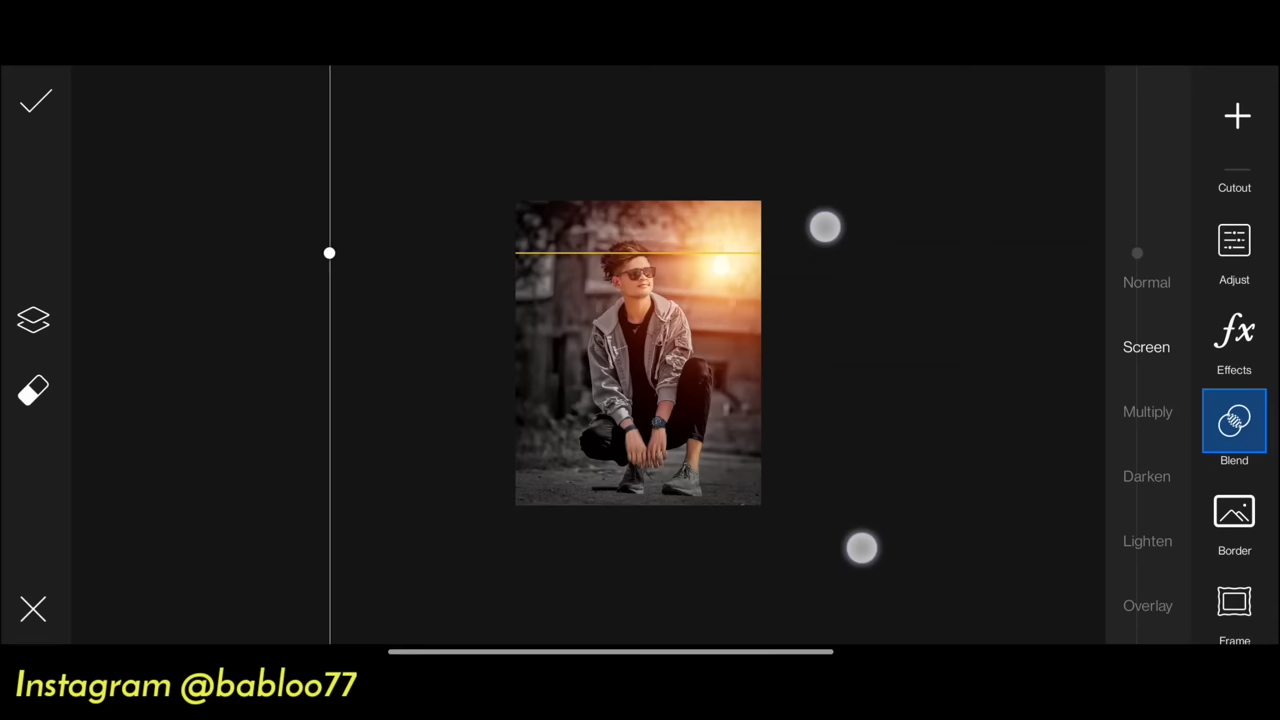 Cutout
Adjust
Normal
Screen
fx
Effects
Multiply
Blend
Darken
Lighten
Border
Overlay
Frame
Instagram @babloo77